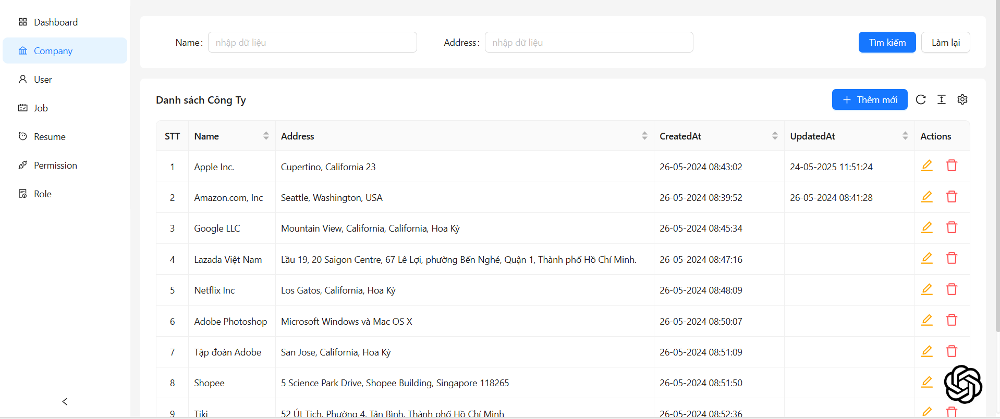 Dashboard
Company
User
Job
Resume
Permission
Role
Name: nhập dữ liệu Address: nhập dữ liệu Tìm kiếm Làm lại
Danh sách Công Ty Thêm mới
STT Name Address CreatedAt UpdatedAt Actions
1 Apple Inc. Cupertino, California 23 26-05-2024 08:43:02 24-05-2025 11:51:24
2 Amazon.com, Inc Seattle, Washington, USA 26-05-2024 08:39:52 26-05-2024 08:41:28
3 Google LLC Mountain View, California, California, Hoa Kỳ 26-05-2024 08:45:34
4 Lazada Việt Nam Lầu 19, 20 Saigon Centre, 67 Lê Lợi, phường Bến Nghé, Quận 1, Thành phố Hồ Chí Minh. 26-05-2024 08:47:16
5 Netflix Inc Los Gatos, California, Hoa Kỳ 26-05-2024 08:48:09
6 Adobe Photoshop Microsoft Windows và Mac OS X 26-05-2024 08:50:07
7 Tập đoàn Adobe San Jose, California, Hoa Kỳ 26-05-2024 08:51:09
8 Shopee 5 Science Park Drive, Shopee Building, Singapore 118265 26-05-2024 08:51:50
9 Tiki 52 Út Tịch, Phường 4, Tân Bình, Thành phố Hồ Chí Minh 26-05-2024 08:52:36